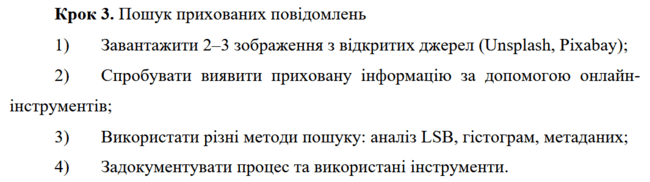 Крок 3. Пошук прихованих повідомлень
1) Завантажити 2–3 зображення з відкритих джерел (Unsplash, Pixabay);
2) Спробувати виявити приховану інформацію за допомогою онлайн-
інструментів;
3) Використати різні методи пошуку: аналіз LSB, гістограм, метаданих;
4) Задокументувати процес та використані інструменти.